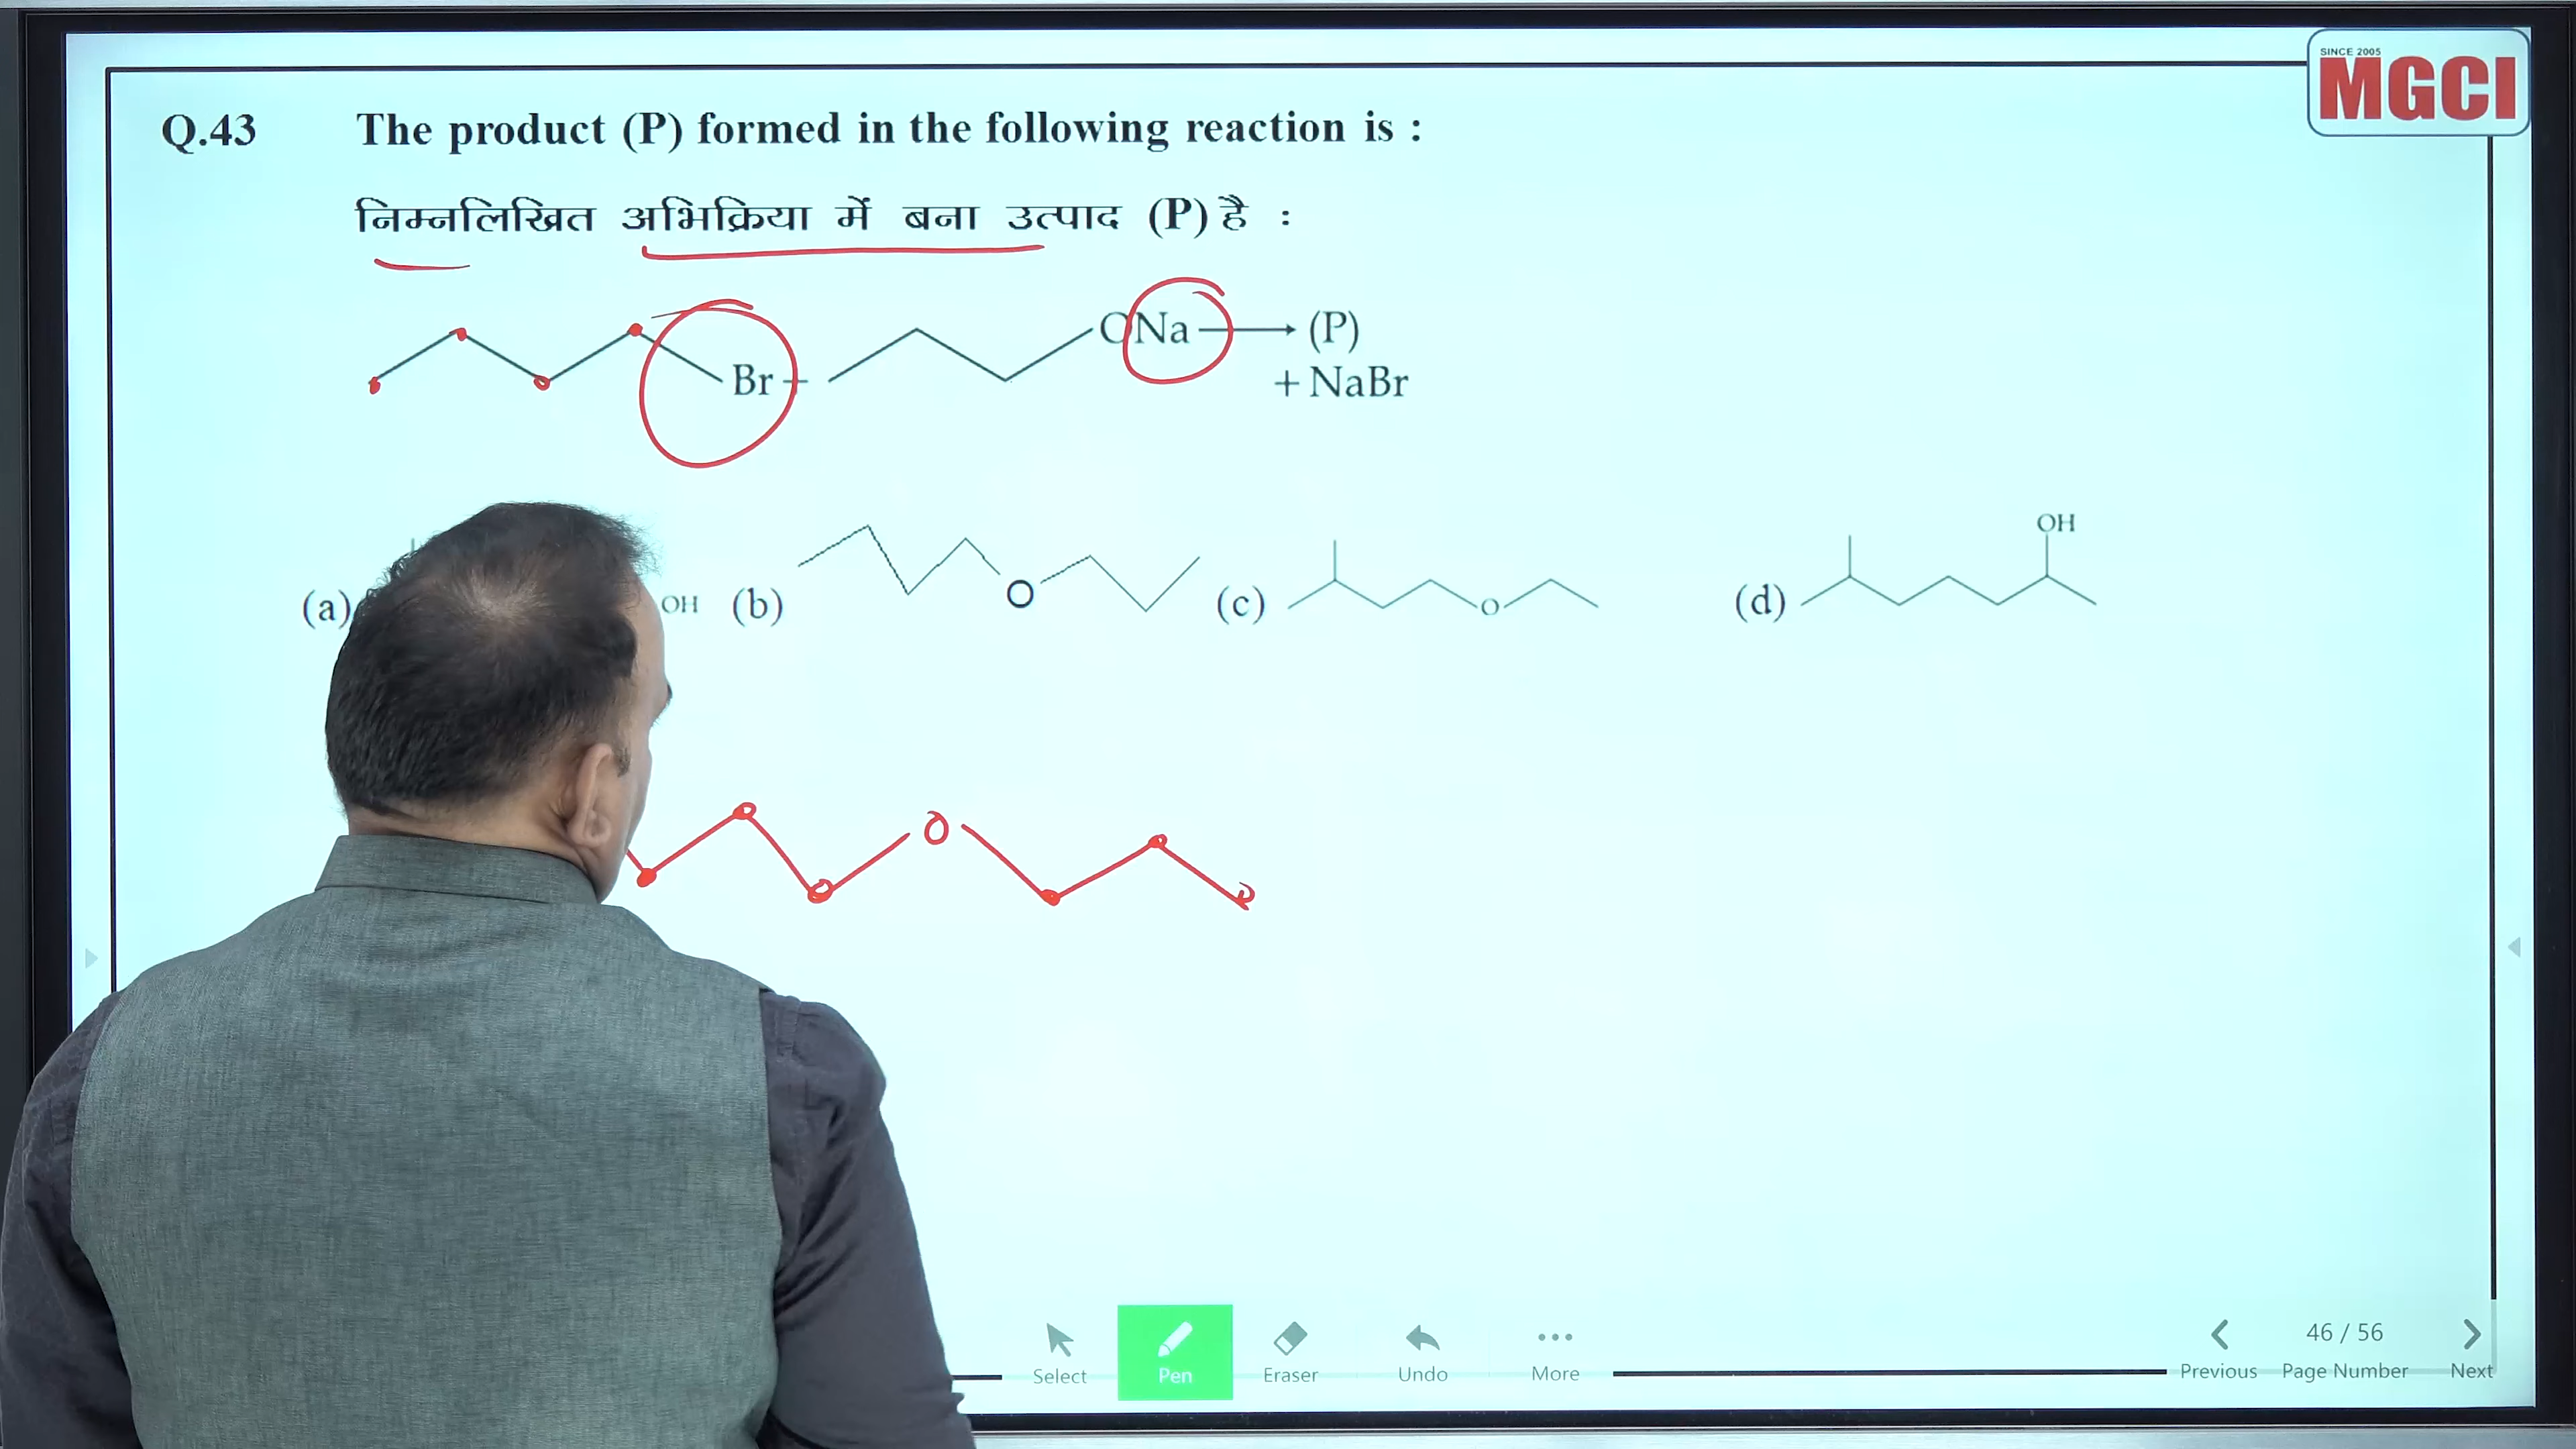 SINCE 2005
MGCI
Q.43 The product (P) formed in the following reaction is :
निम्नलिखित अभिक्रिया में बना उत्पाद (P) है :
Br + ONa → (P)
+ NaBr
(a) OH (b) O (c) O (d) OH
O
Select Pen Eraser Undo More
Previous 46 / 56 Page Number Next